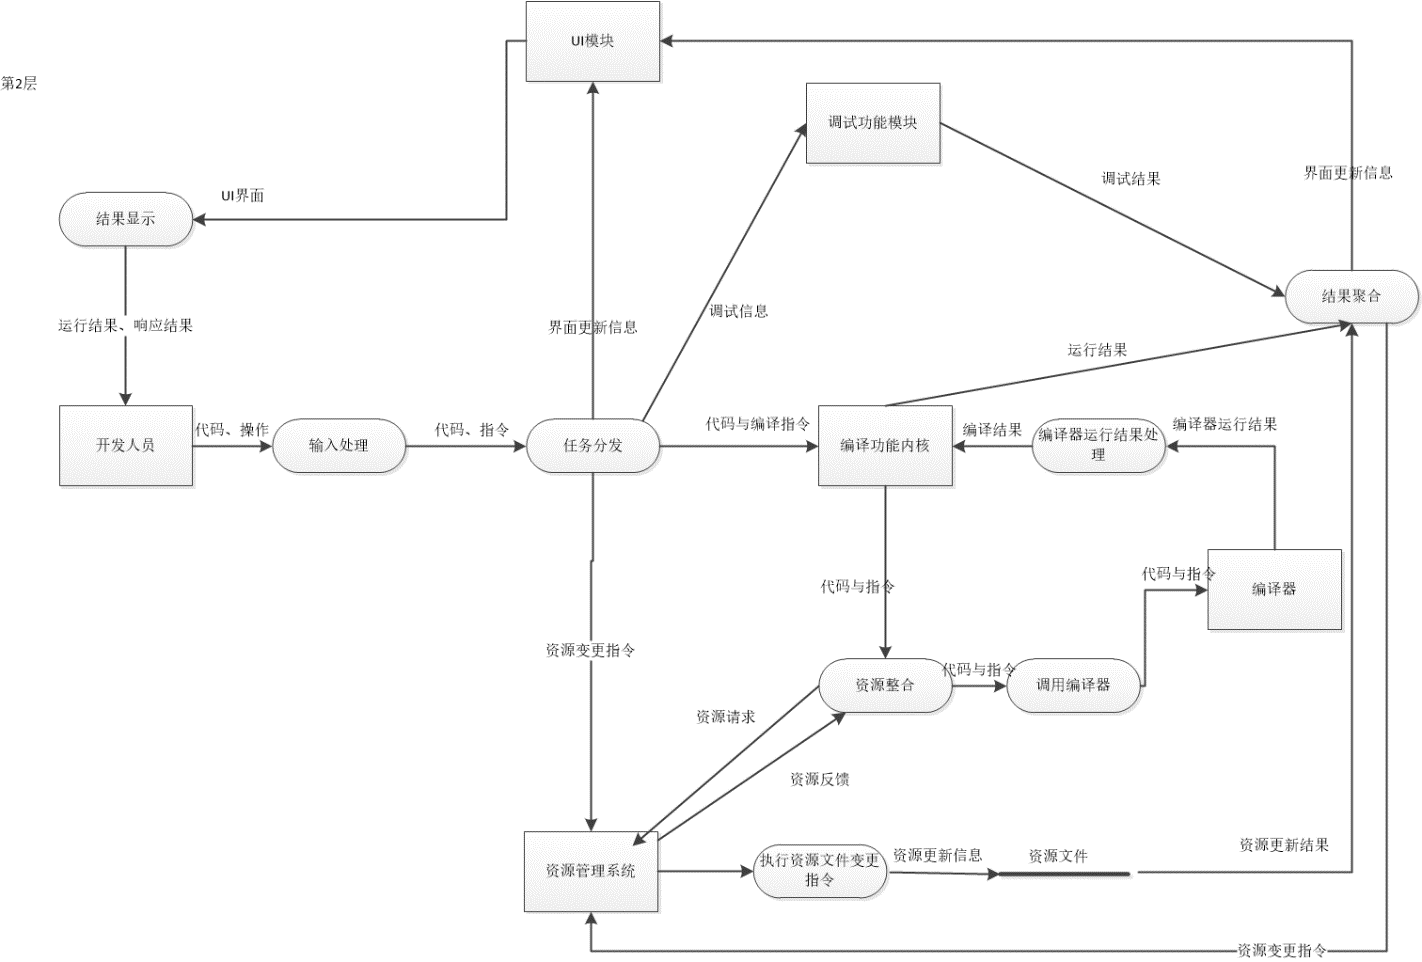 UI模块
第2层
调试功能模块
界面更新信息
调试结果
UI界面
结果显示
结果聚合
调试信息
运行结果、响应结果
界面更新信息
运行结果
开发人员
代码、操作
输入处理
代码、指令
任务分发
代码与编译指令
编译功能内核
编译结果
编译器运行结果处
理
编译器运行结果
代码与指令
代码与指令
编译器
资源变更指令
资源整合
代码与指令
调用编译器
资源请求
资源反馈
资源管理系统
执行资源文件变更
指令
资源更新信息
资源文件
资源更新结果
资源变更指令